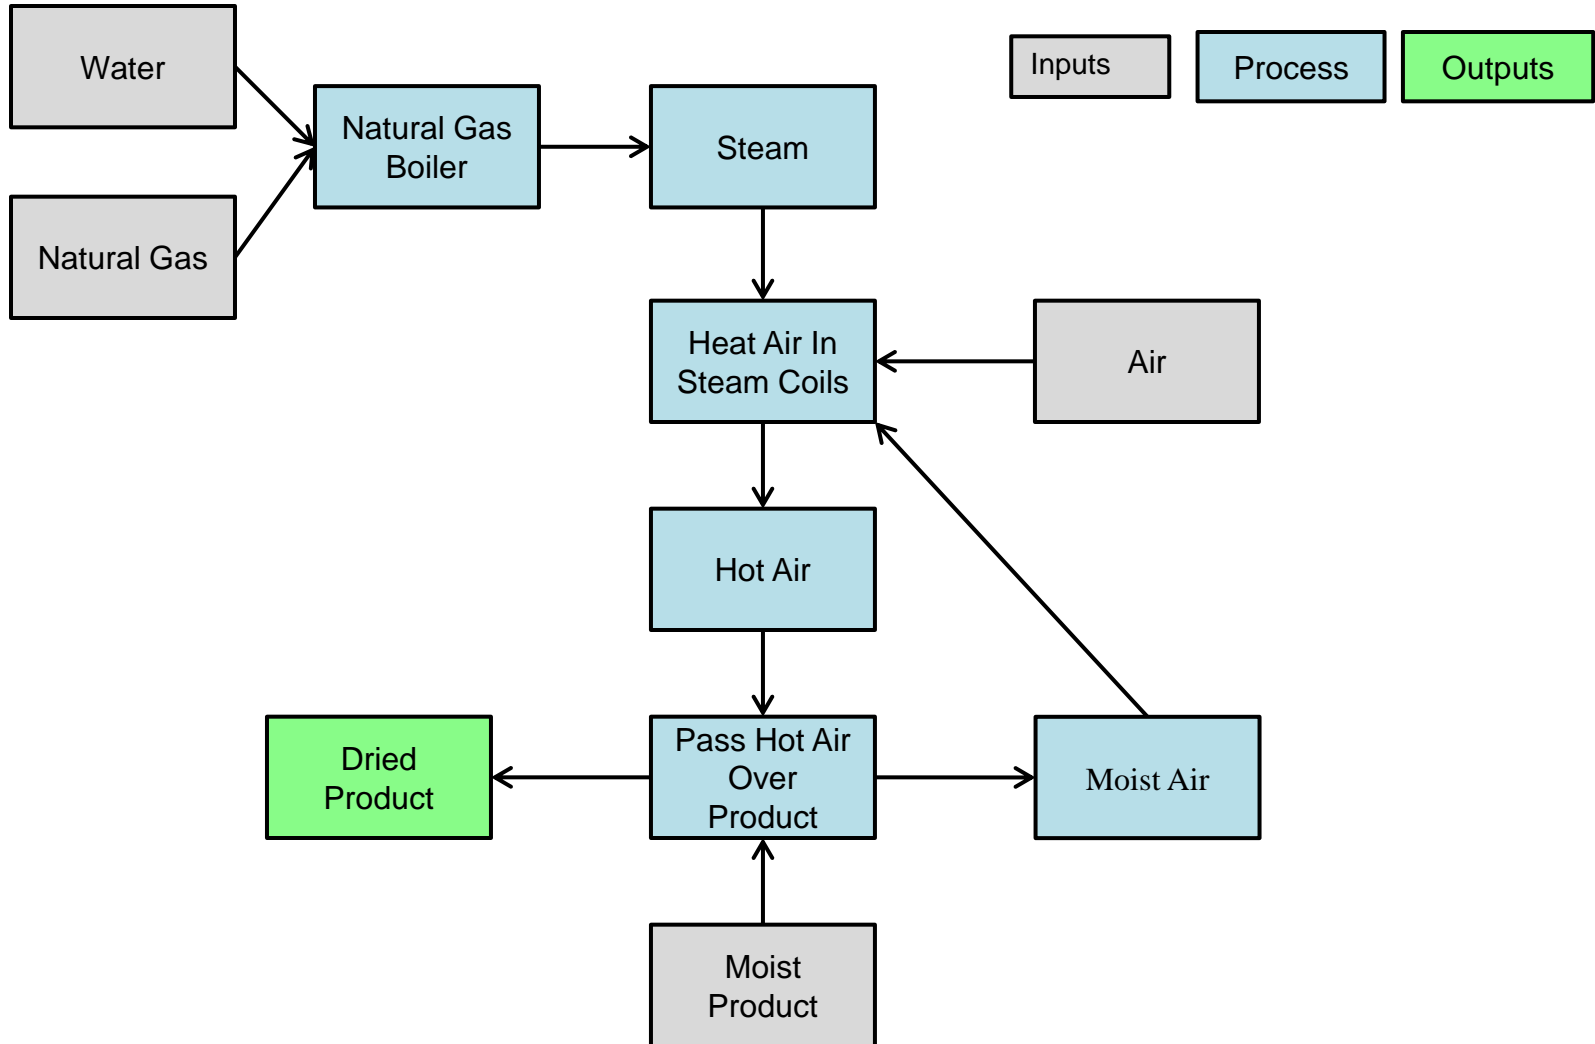 Water
Inputs
Process
Outputs
Natural Gas
Boiler
Steam
Natural Gas
Heat Air In
Steam Coils
Air
Hot Air
Dried
Product
Pass Hot Air
Over
Product
Moist Air
Moist
Product